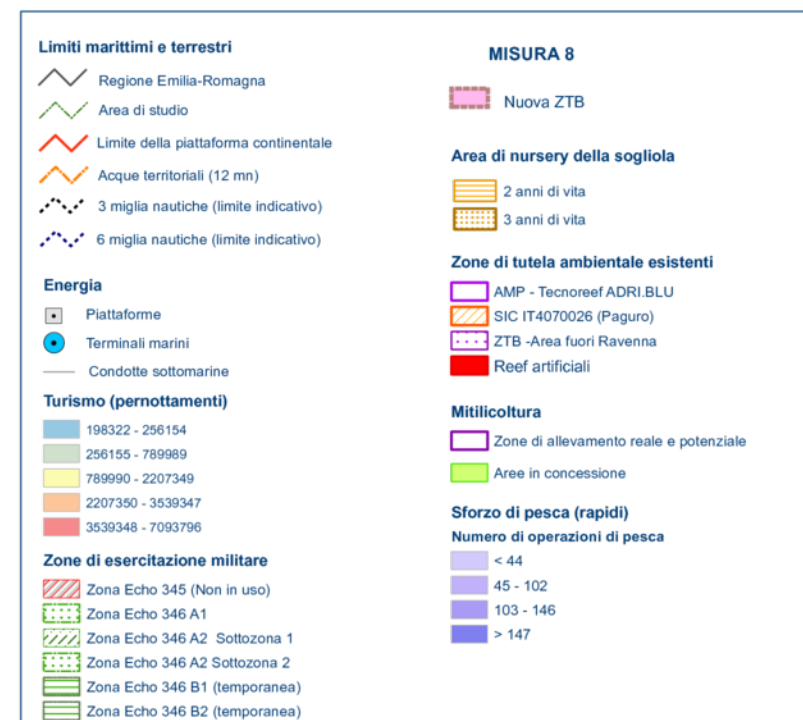 Limiti marittimi e terrestri
Regione Emilia-Romagna
Area di studio
Limite della piattaforma continentale
Acque territoriali (12 mn)
3 miglia nautiche (limite indicativo)
6 miglia nautiche (limite indicativo)
Energia
Piattaforme
Terminali marini
Condotte sottomarine
Turismo (pernottamenti)
198322 - 256154
256155 - 789989
789990 - 2207349
2207350 - 3539347
3539348 - 7093796
Zone di esercitazione militare
Zona Echo 345 (Non in uso)
Zona Echo 346 A1
Zona Echo 346 A2 Sottozona 1
Zona Echo 346 A2 Sottozona 2
Zona Echo 346 B1 (temporanea)
Zona Echo 346 B2 (temporanea)
MISURA 8
Nuova ZTB
Area di nursery della sogliola
2 anni di vita
3 anni di vita
Zone di tutela ambientale esistenti
AMP - Tecnoreef ADRI.BLU
SIC IT4070026 (Paguro)
ZTB -Area fuori Ravenna
Reef artificiali
Mitilicoltura
Zone di allevamento reale e potenziale
Aree in concessione
Sforzo di pesca (rapidi)
Numero di operazioni di pesca
< 44
45 - 102
103 - 146
> 147